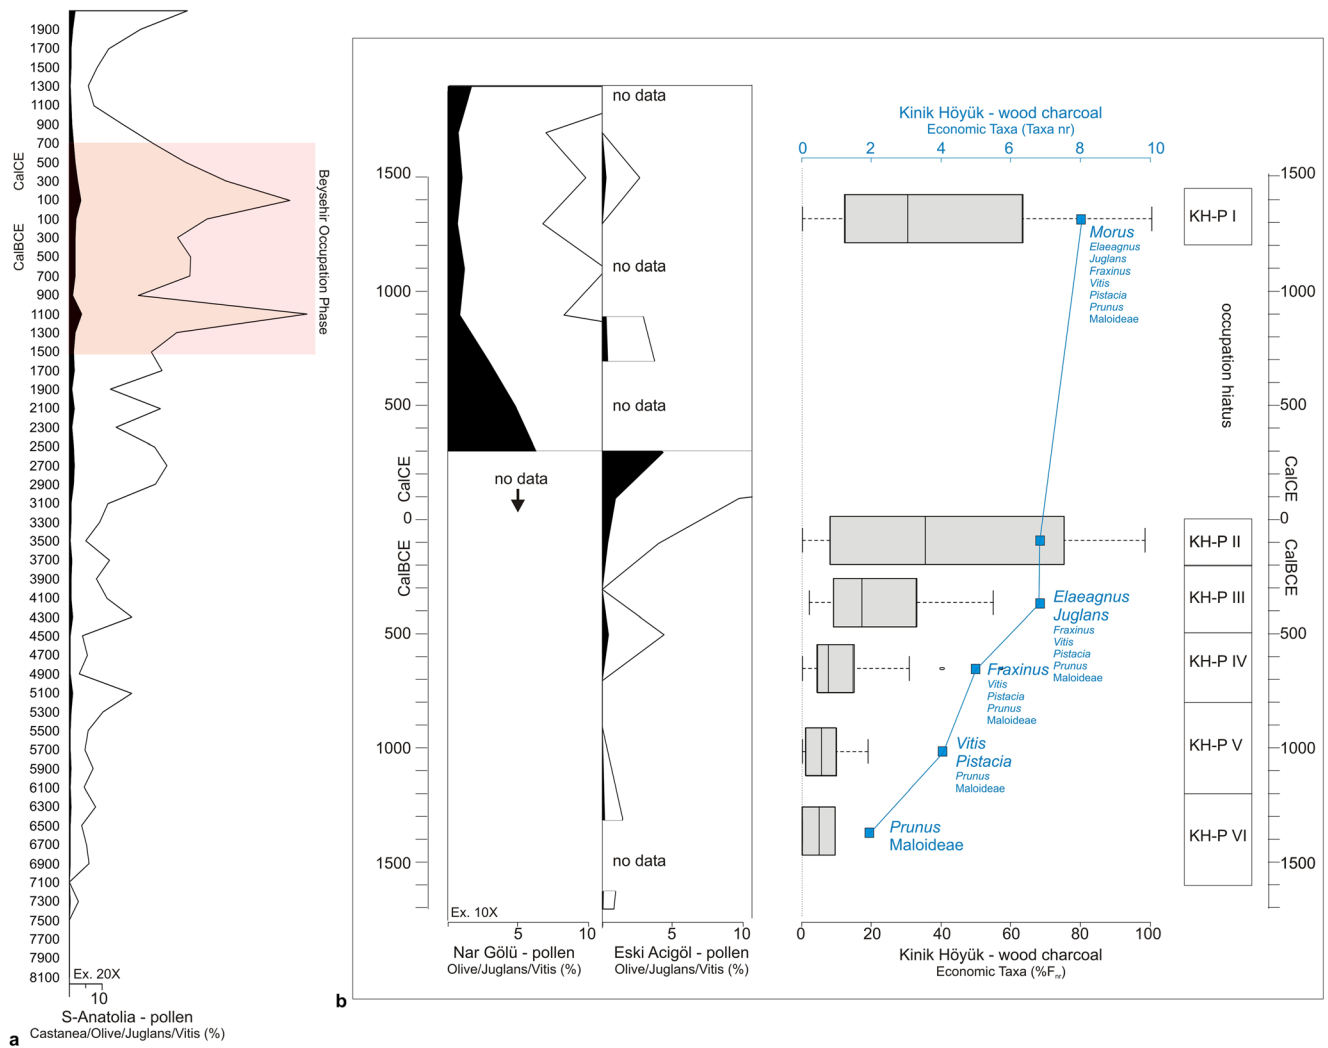 1900
1700
1500
1300
1100
900
700
500
300
100
100
300
500
700
900
1100
1300
1500
1700
1900
2100
2300
2500
2700
2900
3100
3300
3500
3700
3900
4100
4300
4500
4700
4900
5100
5300
5500
5700
5900
6100
6300
6500
6700
6900
7100
7300
7500
7700
7900
8100
CalCE
CalBCE
Beysehir Occupation Phase
Ex. 20X
10
S-Anatolia - pollen
Castanea/Olive/Juglans/Vitis (%)
a
1500
1000
500
0
500
1000
1500
CalCE
CalBCE
no data
Ex. 10X
5 10
Nar Gölü - pollen
Olive/Juglans/Vitis (%)
no data
no data
no data
no data
5 10
Eski Acigöl - pollen
Olive/Juglans/Vitis (%)
Kinik Höyük - wood charcoal
Economic Taxa (Taxa nr)
0 2 4 6 8 10
Morus
Elaeagnus
Juglans
Fraxinus
Vitis
Pistacia
Prunus
Maloideae
Elaeagnus
Juglans
Fraxinus
Vitis
Pistacia
Prunus
Maloideae
Fraxinus
Vitis
Pistacia
Prunus
Maloideae
Vitis
Pistacia
Prunus
Maloideae
Prunus
Maloideae
0 20 40 60 80 100
Kinik Höyük - wood charcoal
Economic Taxa (%Fnr)
KH-P I
occupation hiatus
KH-P II
KH-P III
KH-P IV
KH-P V
KH-P VI
1500
1000
500
0
500
1000
1500
CalCE
CalBCE
b